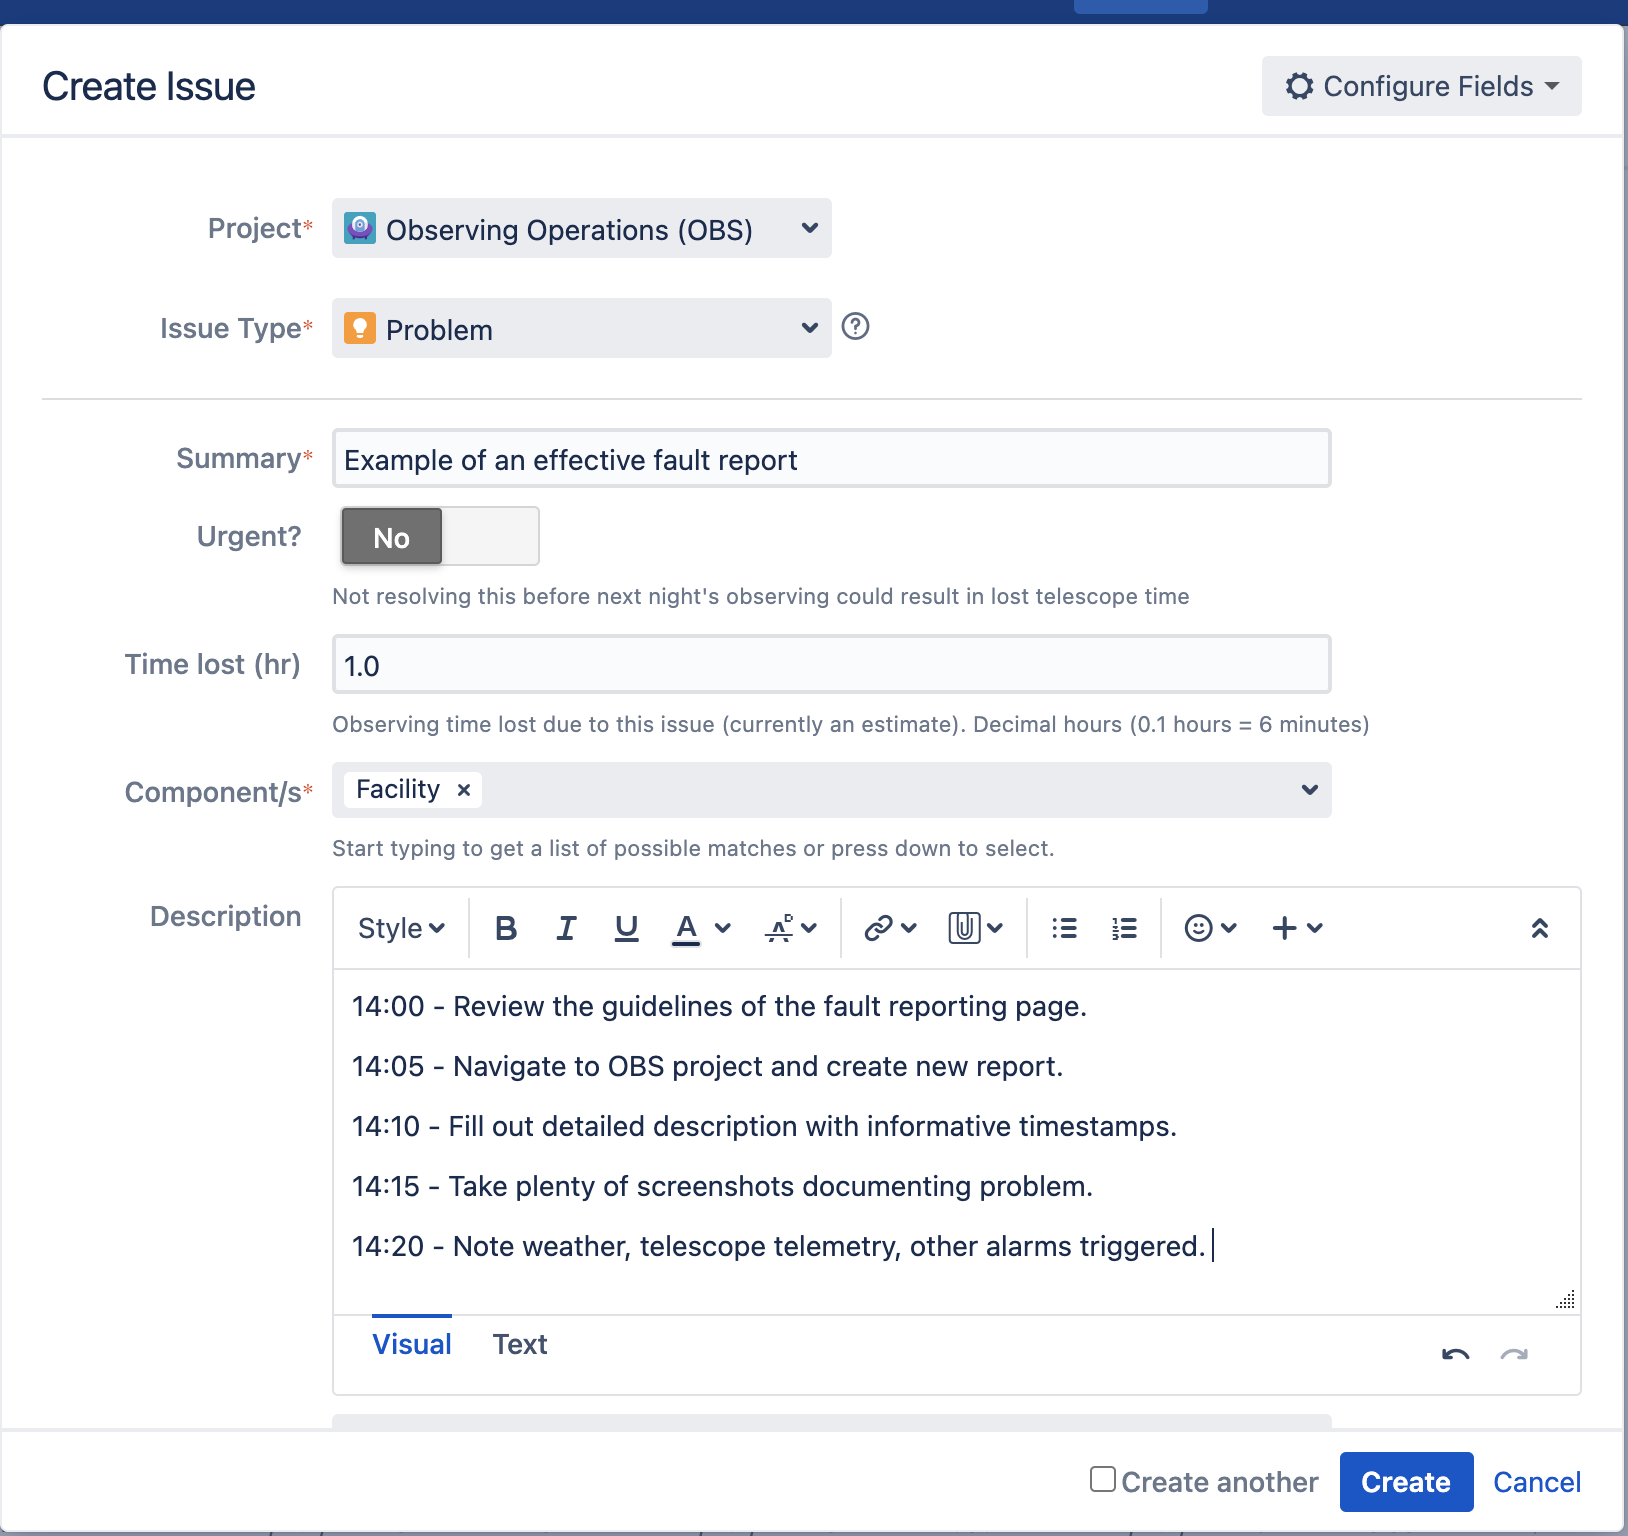 Create Issue
Configure Fields
Project*
Observing Operations (OBS)
Issue Type*
Problem
Summary*
Example of an effective fault report
Urgent?
No
Not resolving this before next night's observing could result in lost telescope time
Time lost (hr)
1.0
Observing time lost due to this issue (currently an estimate). Decimal hours (0.1 hours = 6 minutes)
Component/s*
Facility ×
Start typing to get a list of possible matches or press down to select.
Description
Style
14:00 - Review the guidelines of the fault reporting page.
14:05 - Navigate to OBS project and create new report.
14:10 - Fill out detailed description with informative timestamps.
14:15 - Take plenty of screenshots documenting problem.
14:20 - Note weather, telescope telemetry, other alarms triggered.
Visual Text
Create another Create Cancel